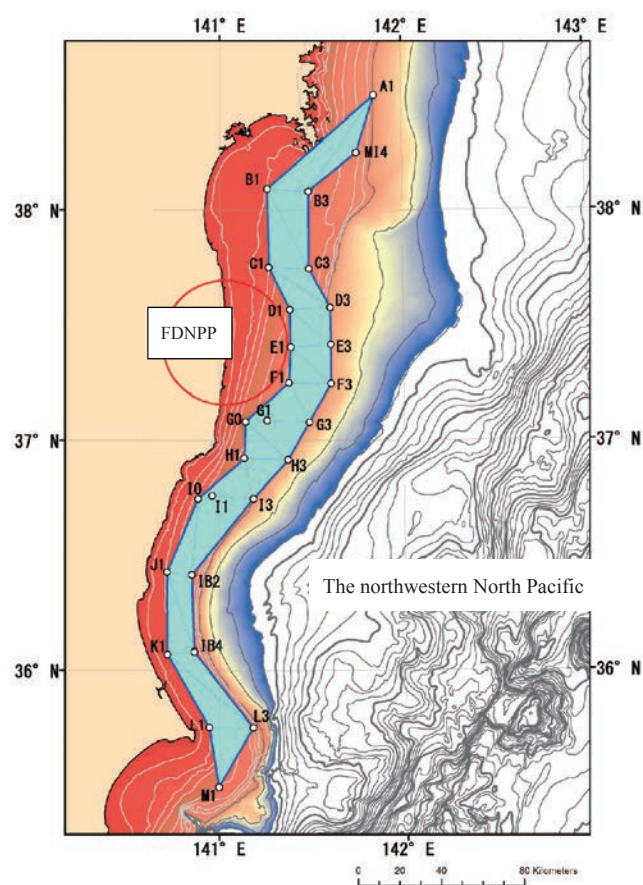 141° E 142° E 143° E
A1
MI4
B1
B3
38° N 38° N
C1 C3
D1 D3
FDNPP
E1 E3
F1 F3
G0 G1 G3
37° N 37° N
H1 H3
I0 I1 I3
J1 IB2
The northwestern North Pacific
K1 IB4
36° N 36° N
L1 L3
M1
141° E 142° E
0 20 40 80 Kilometers